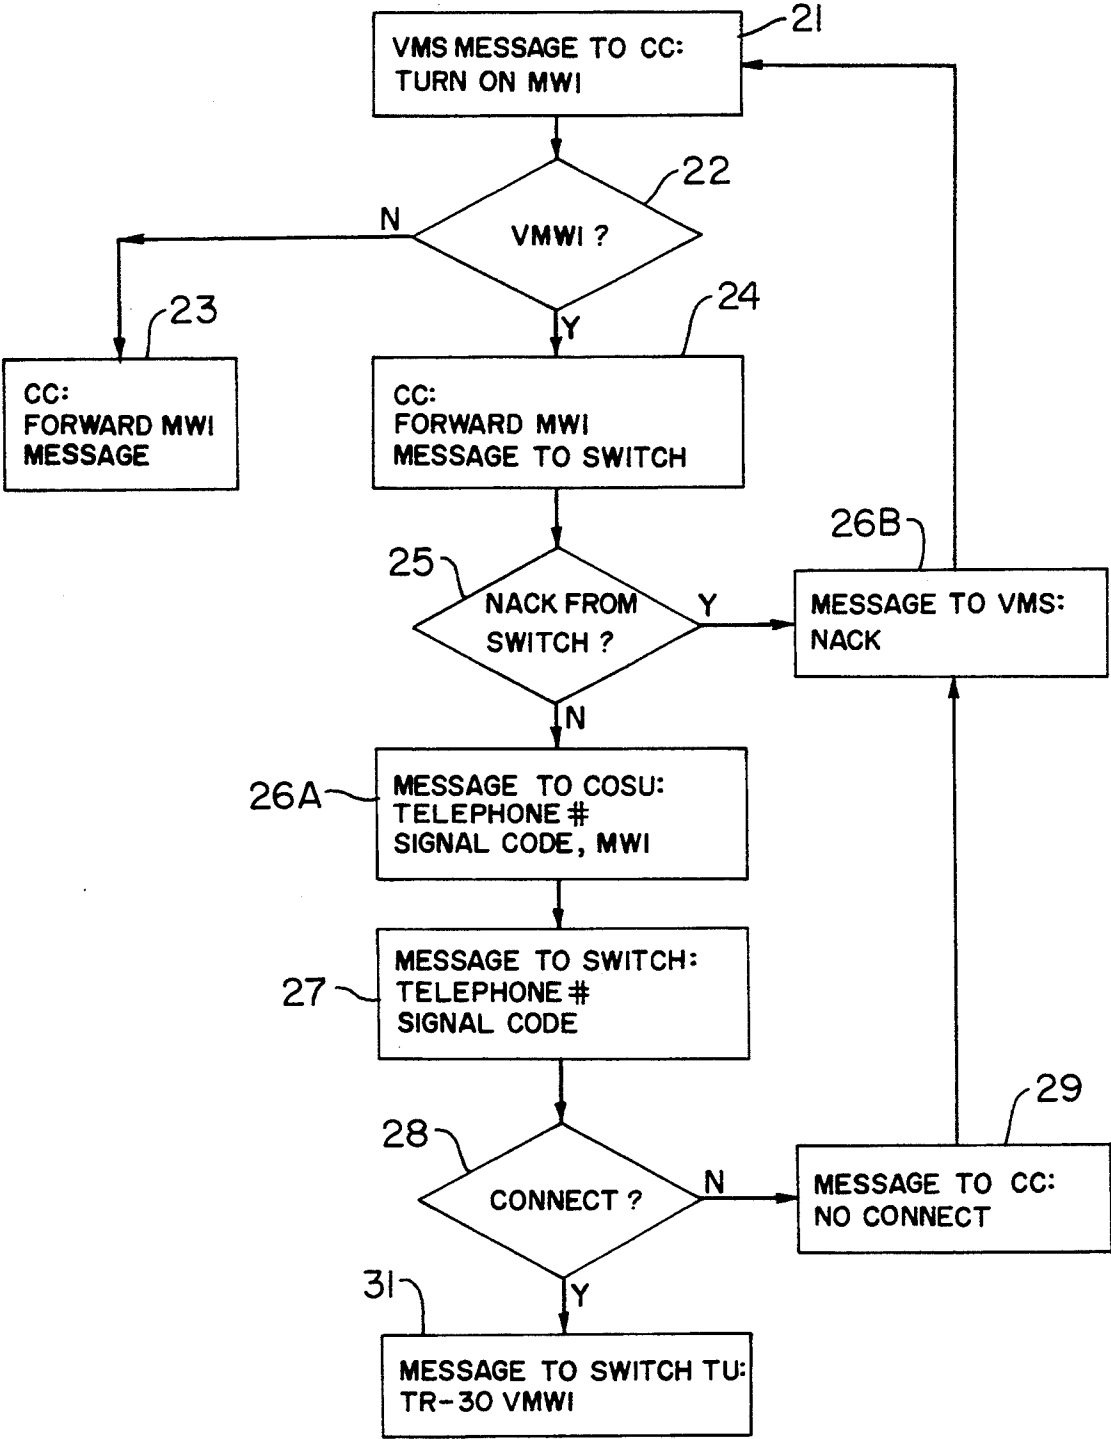 21
VMS MESSAGE TO CC:
TURN ON MWI
22
VMWI ?
N
Y
23
CC:
FORWARD MWI
MESSAGE
24
CC:
FORWARD MWI
MESSAGE TO SWITCH
25
NACK FROM
SWITCH ?
Y
N
26B
MESSAGE TO VMS:
NACK
26A
MESSAGE TO COSU:
TELEPHONE #
SIGNAL CODE, MWI
27
MESSAGE TO SWITCH:
TELEPHONE #
SIGNAL CODE
28
CONNECT ?
N
Y
29
MESSAGE TO CC:
NO CONNECT
31
MESSAGE TO SWITCH TU:
TR-30 VMWI